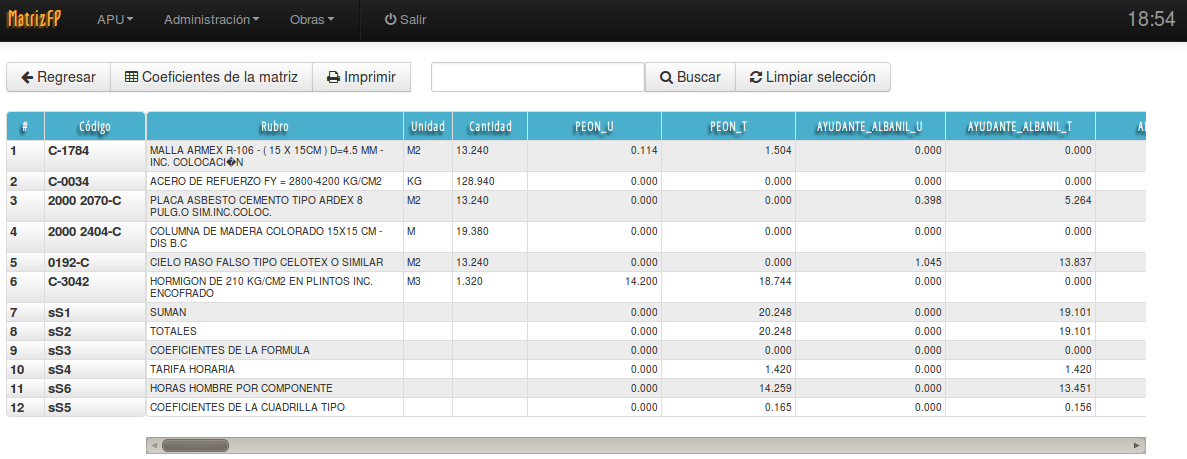 MatrizFP APU Administración Obras Salir 18:54
Regresar Coeficientes de la matriz Imprimir Buscar Limpiar selección
# Código Rubro Unidad Cantidad PEON_U PEON_T AYUDANTE_ALBANIL_U AYUDANTE_ALBANIL_T
1 C-1784 MALLA ARMEX R-106 - ( 15 X 15CM ) D=4.5 MM - M2 13.240 0.114 1.504 0.000 0.000
INC. COLOCACI�N
2 C-0034 ACERO DE REFUERZO FY = 2800-4200 KG/CM2 KG 128.940 0.000 0.000 0.000 0.000
3 2000 2070-C PLACA ASBESTO CEMENTO TIPO ARDEX 8 M2 13.240 0.000 0.000 0.398 5.264
PULG.O SIM.INC.COLOC.
4 2000 2404-C COLUMNA DE MADERA COLORADO 15X15 CM - M 19.380 0.000 0.000 0.000 0.000
DIS B.C
5 0192-C CIELO RASO FALSO TIPO CELOTEX O SIMILAR M2 13.240 0.000 0.000 1.045 13.837
6 C-3042 HORMIGON DE 210 KG/CM2 EN PLINTOS INC. M3 1.320 14.200 18.744 0.000 0.000
ENCOFRADO
7 sS1 SUMAN 0.000 20.248 0.000 19.101
8 sS2 TOTALES 0.000 20.248 0.000 19.101
9 sS3 COEFICIENTES DE LA FORMULA 0.000 0.000 0.000 0.000
10 sS4 TARIFA HORARIA 0.000 1.420 0.000 1.420
11 sS6 HORAS HOMBRE POR COMPONENTE 0.000 14.259 0.000 13.451
12 sS5 COEFICIENTES DE LA CUADRILLA TIPO 0.000 0.165 0.000 0.156